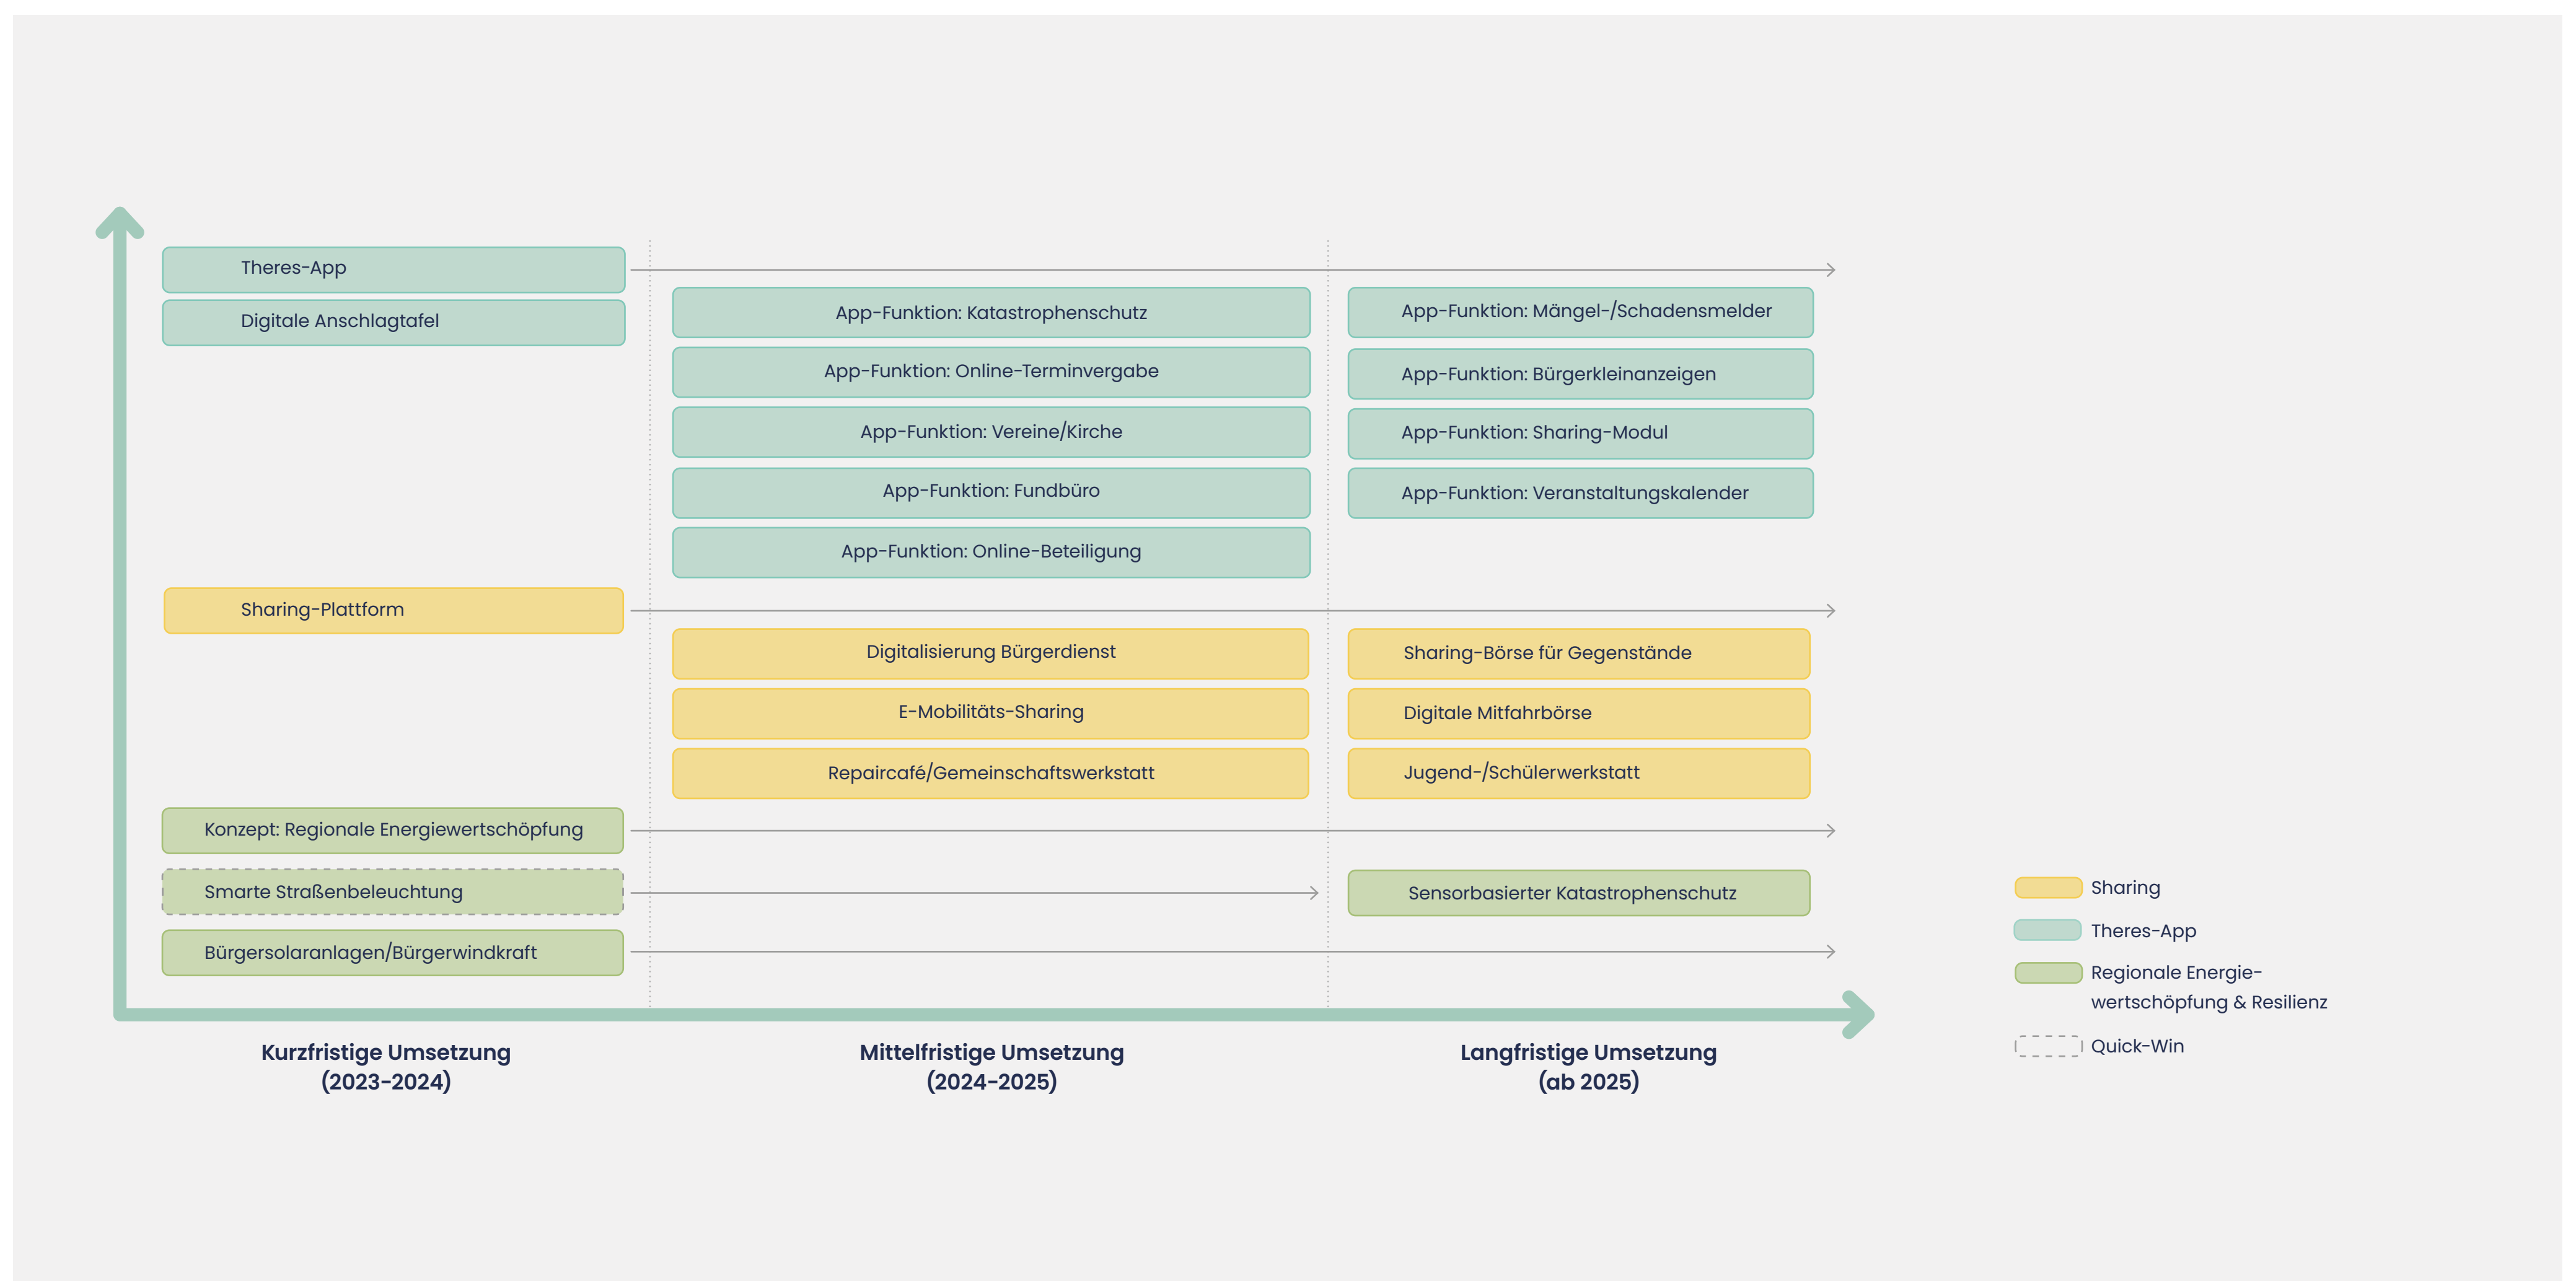 Theres-App
Digitale Anschlagtafel
App-Funktion: Katastrophenschutz
App-Funktion: Mängel-/Schadensmelder
App-Funktion: Online-Terminvergabe
App-Funktion: Bürgerkleinanzeigen
App-Funktion: Vereine/Kirche
App-Funktion: Sharing-Modul
App-Funktion: Fundbüro
App-Funktion: Veranstaltungskalender
App-Funktion: Online-Beteiligung
Sharing-Plattform
Digitalisierung Bürgerdienst
Sharing-Börse für Gegenstände
E-Mobilitäts-Sharing
Digitale Mitfahrbörse
Repaircafé/Gemeinschaftswerkstatt
Jugend-/Schülerwerkstatt
Konzept: Regionale Energiewertschöpfung
Smarte Straßenbeleuchtung
Sensorbasierter Katastrophenschutz
Bürgersolaranlagen/Bürgerwindkraft
Kurzfristige Umsetzung
(2023-2024)
Mittelfristige Umsetzung
(2024-2025)
Langfristige Umsetzung
(ab 2025)
Sharing
Theres-App
Regionale Energie-
wertschöpfung & Resilienz
Quick-Win